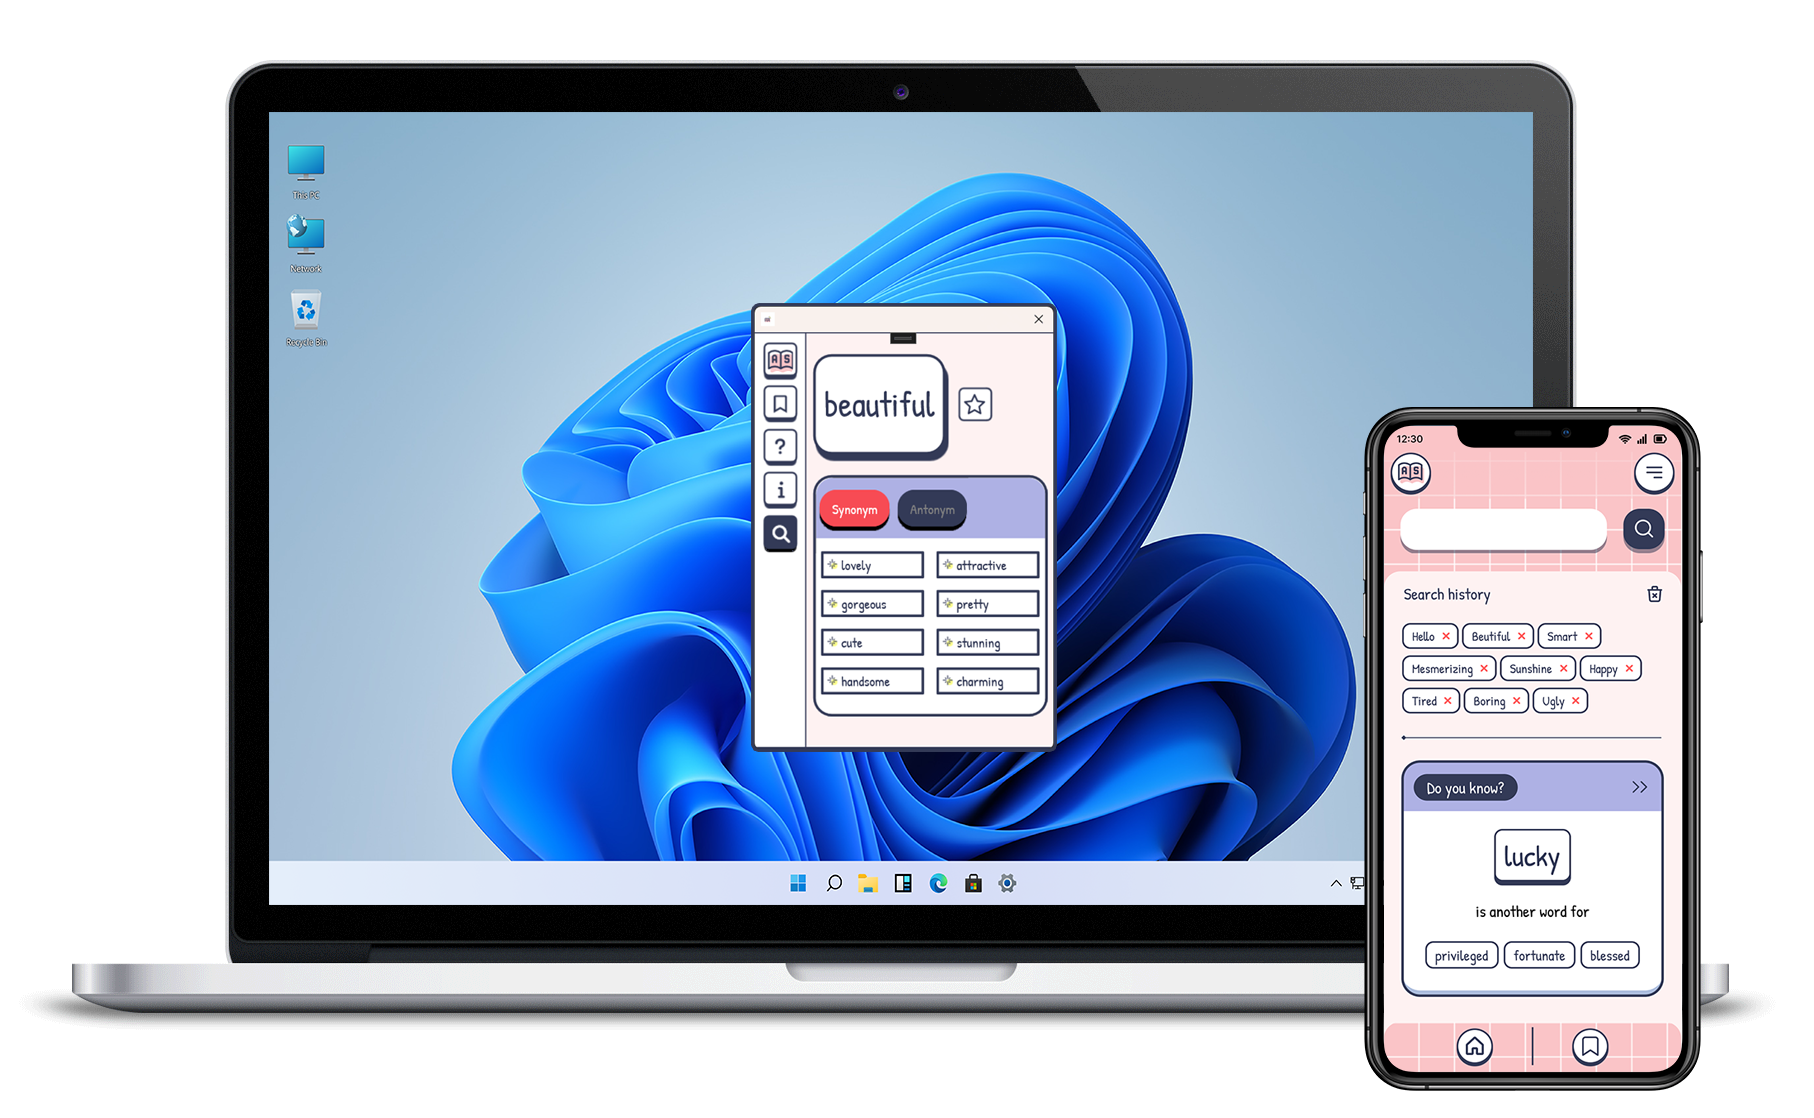 This PC
Network
Recycle Bin
A S
beautiful
?
i
Synonym Antonym
lovely attractive
gorgeous pretty
cute stunning
handsome charming
12:30
A S
Search history
Hello × Beutiful × Smart ×
Mesmerizing × Sunshine × Happy ×
Tired × Boring × Ugly ×
Do you know? >>
lucky
is another word for
privileged fortunate blessed